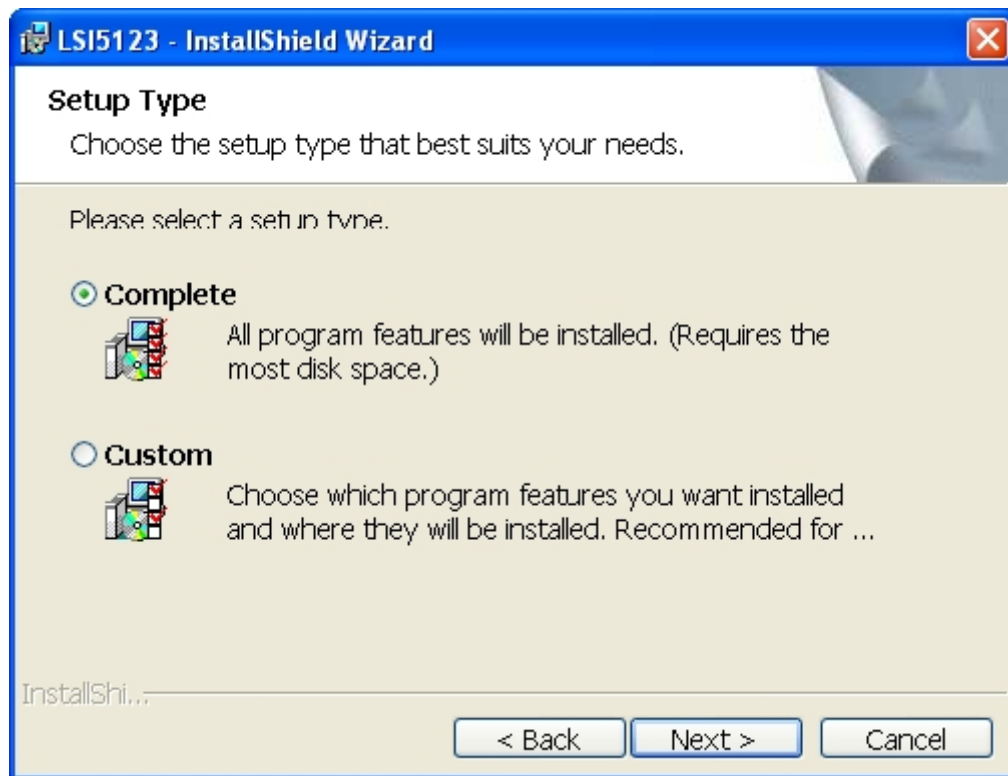 LSI5123 - InstallShield Wizard
Setup Type
Choose the setup type that best suits your needs.
Please select a setup type.
Complete
All program features will be installed. (Requires the
most disk space.)
Custom
Choose which program features you want installed
and where they will be installed. Recommended for ...
InstallShi...
< Back Next > Cancel